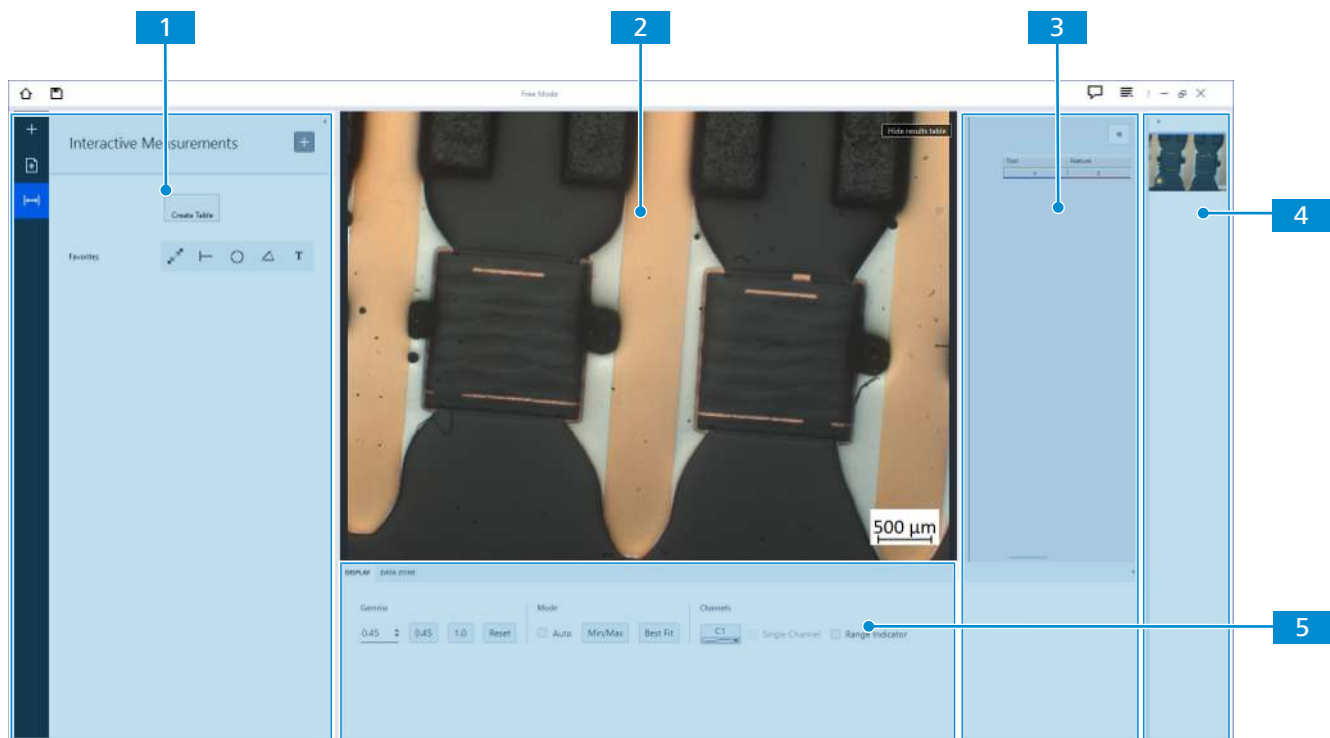 1
2
3
Free Mode
Hide results table
Interactive Measurements
+
Tool Feature
4
Create Table
Favorites T
500 μm
DISPLAY DATA ZONE
Gamma Mode Channels
0.45 0.45 1.0 Reset Auto Min/Max Best Fit C1 Single Channel Range Indicator
5